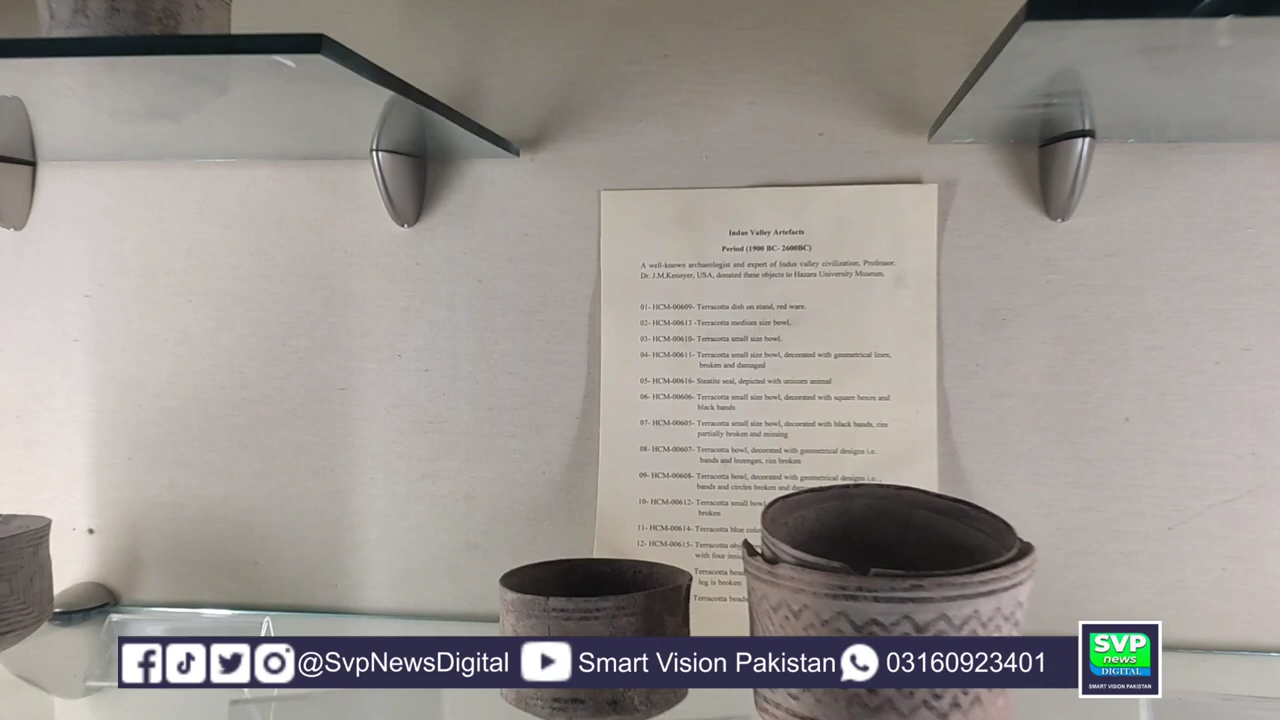 Indus Valley Artefacts
Period (1900 BC- 2600BC)
A well-known archaeologist and expert of Indus valley civilization, Professor.
Dr. J.M.Kenoyer, USA, donated these objects to Hazara University Museum.
01- HCM-00609- Terracotta dish on stand, red ware.
02- HCM-00613 -Terracotta medium size bowl.
03- HCM-00610- Terracotta small size bowl.
04- HCM-00611- Terracotta small size bowl, decorated with geometrical lines,
broken and damaged
05- HCM-00616- Steatite seal, depicted with unicorn animal
06- HCM-00606- Terracotta small size bowl, decorated with square boxes and
black bands
07- HCM-00605- Terracotta small size bowl, decorated with black bands, rim
partially broken and missing
08- HCM-00607- Terracotta bowl, decorated with geometrical designs i.e.
bands and lozenges, rim broken
09- HCM-00608- Terracotta bowl, decorated with geometrical designs i.e.,
bands and circles broken and
10- HCM-00612- Terracotta small bowl
broken
11- HCM-00614- Terracotta blue
12- HCM-00615- Terracotta
with four
Terracotta
leg is broken
Terracotta beads
@SvpNewsDigital Smart Vision Pakistan 03160923401
SVP
news
DIGITAL
SMART VISION PAKISTAN